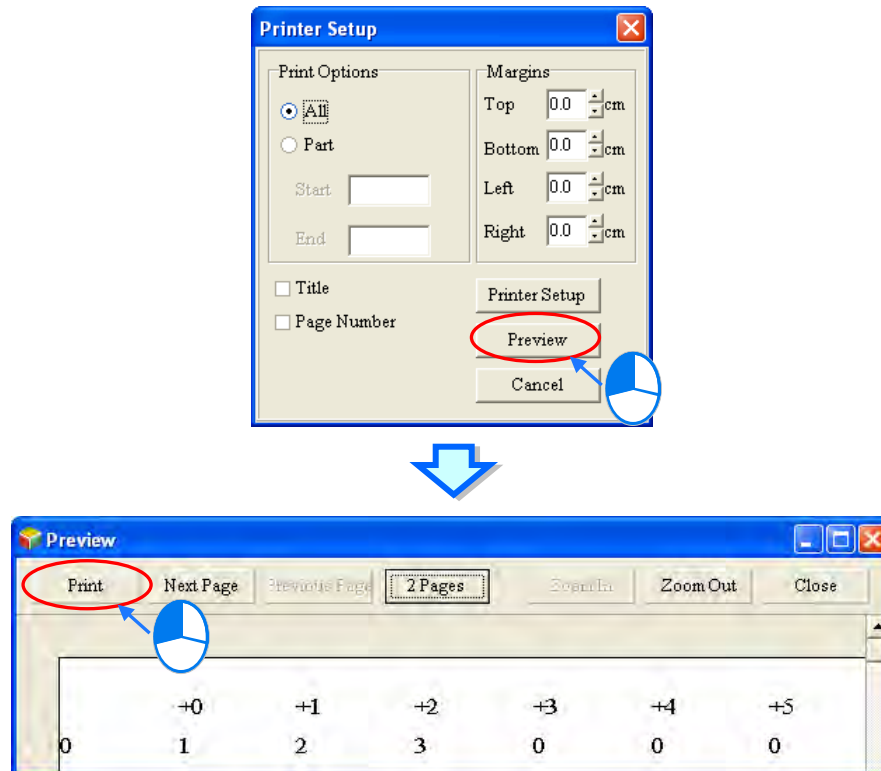 Printer Setup
Print Options
All
Part
Start
End
Margins
Top 0.0 cm
Bottom 0.0 cm
Left 0.0 cm
Right 0.0 cm
Title
Page Number
Printer Setup
Preview
Cancel
Preview
Print Next Page Previous Page 2 Pages Zoom In Zoom Out Close
+0 +1 +2 +3 +4 +5
0 1 2 3 0 0 0